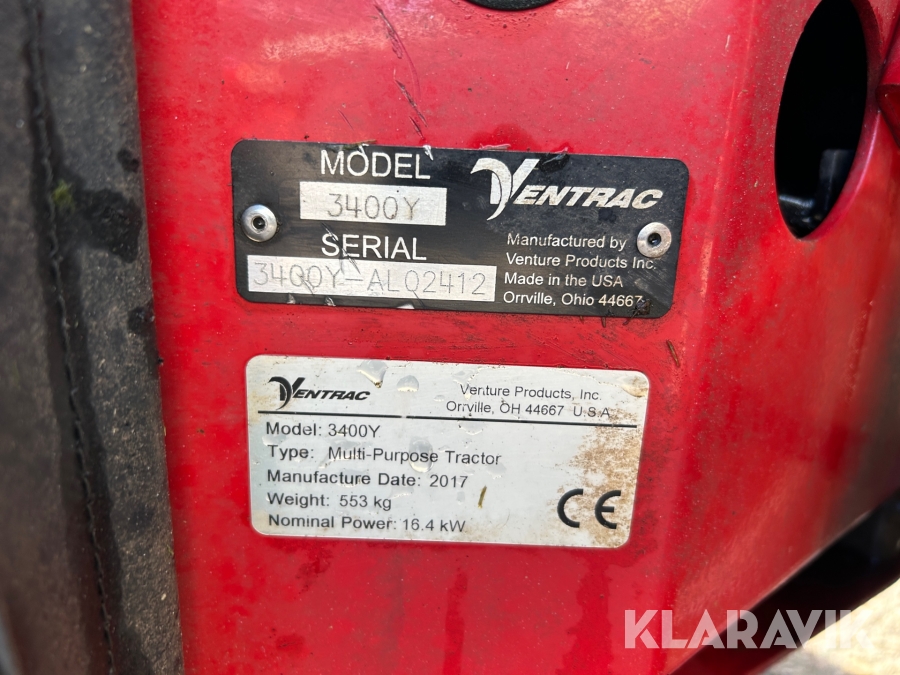 MODEL
3400Y
VENTRAC
SERIAL
3400Y-AL02412
Manufactured by
Venture Products Inc.
Made in the USA
Orrville, Ohio 44667
VENTRAC
Venture Products, Inc.
Orrville, OH 44667 U.S.A
Model: 3400Y
Type: Multi-Purpose Tractor
Manufacture Date: 2017
Weight: 553 kg
Nominal Power: 16.4 kW
CE
KLARAVIK